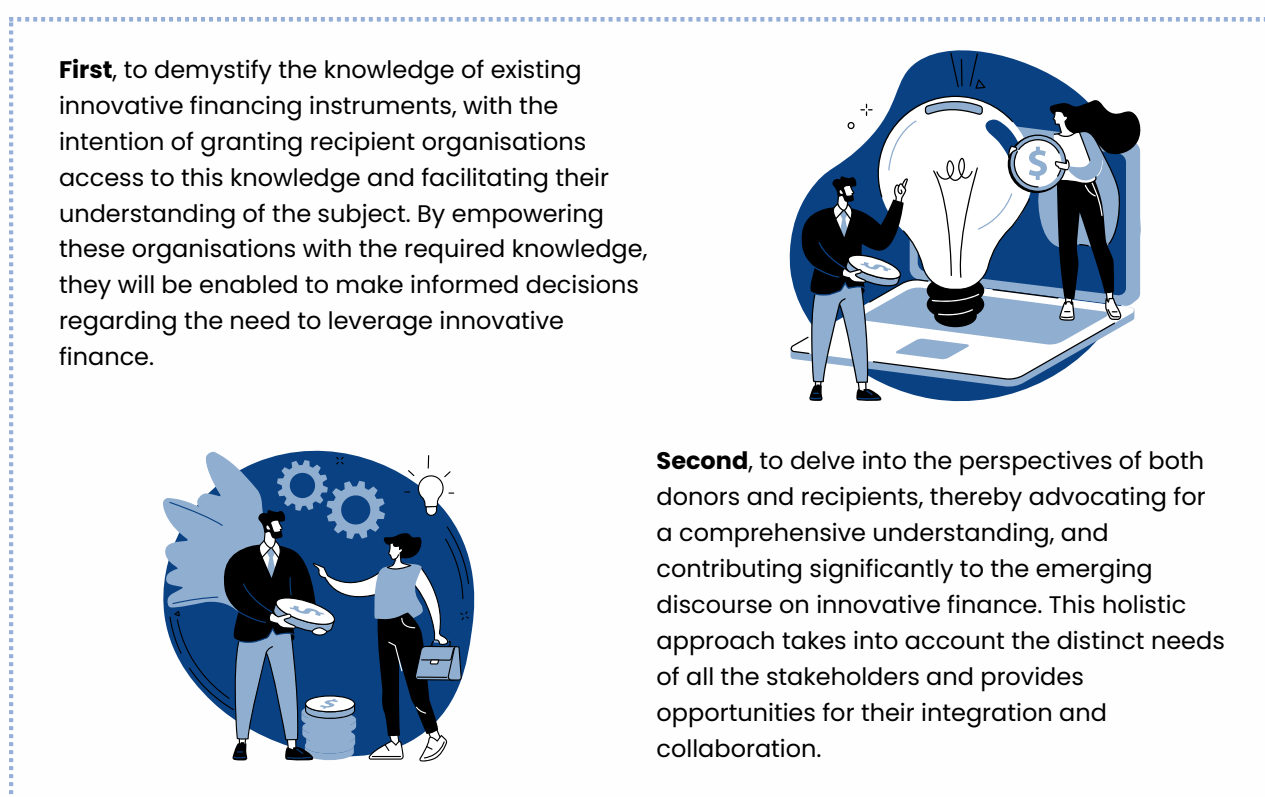 First, to demystify the knowledge of existing
innovative financing instruments, with the
intention of granting recipient organisations
access to this knowledge and facilitating their
understanding of the subject. By empowering
these organisations with the required knowledge,
they will be enabled to make informed decisions
regarding the need to leverage innovative
finance.
$
$
Second, to delve into the perspectives of both
donors and recipients, thereby advocating for
a comprehensive understanding, and
contributing significantly to the emerging
discourse on innovative finance. This holistic
approach takes into account the distinct needs
of all the stakeholders and provides
opportunities for their integration and
collaboration.
$
$